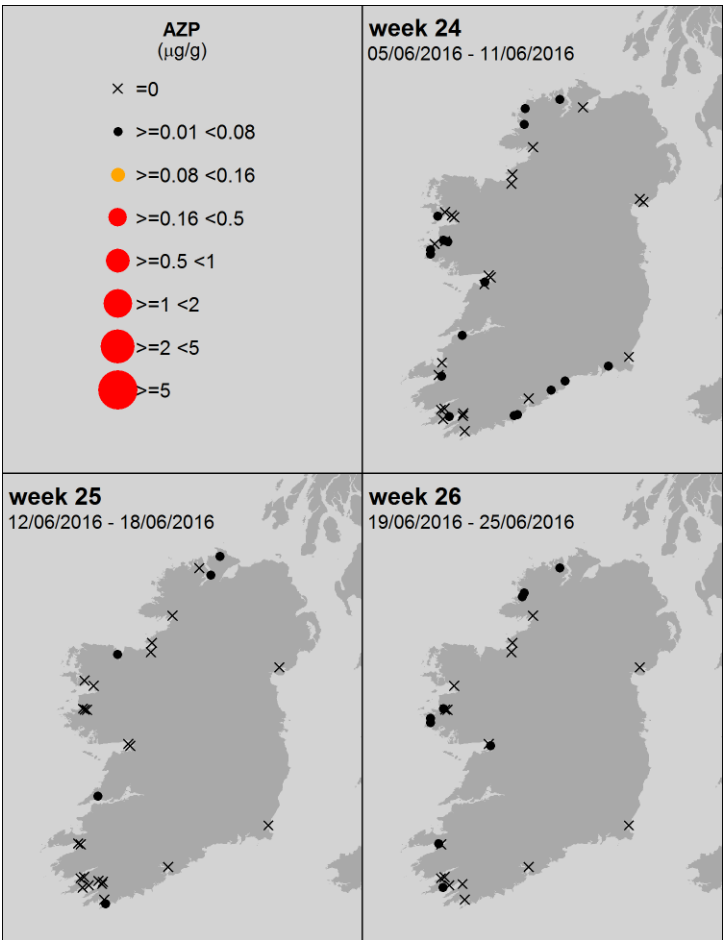 AZP
(μg/g)
=0
>=0.01 <0.08
>=0.08 <0.16
>=0.16 <0.5
>=0.5 <1
>=1 <2
>=2 <5
>=5
week 24
05/06/2016 - 11/06/2016
week 25
12/06/2016 - 18/06/2016
week 26
19/06/2016 - 25/06/2016